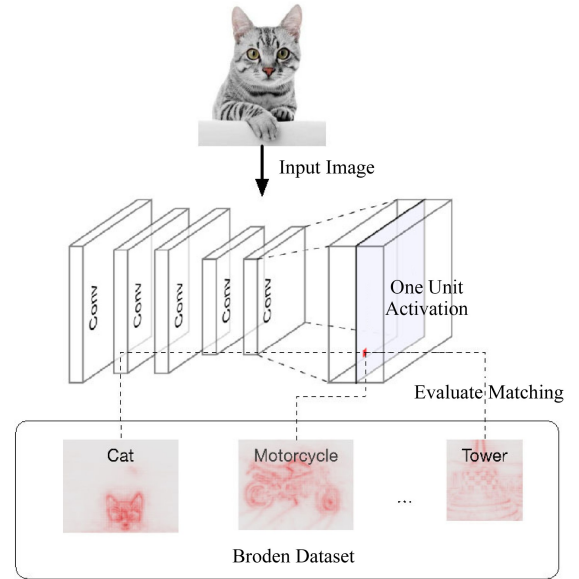 Input Image
Conv
Conv
Conv
Conv
Conv
One Unit
Activation
Evaluate Matching
Cat
Motorcycle
Tower
...
Broden Dataset